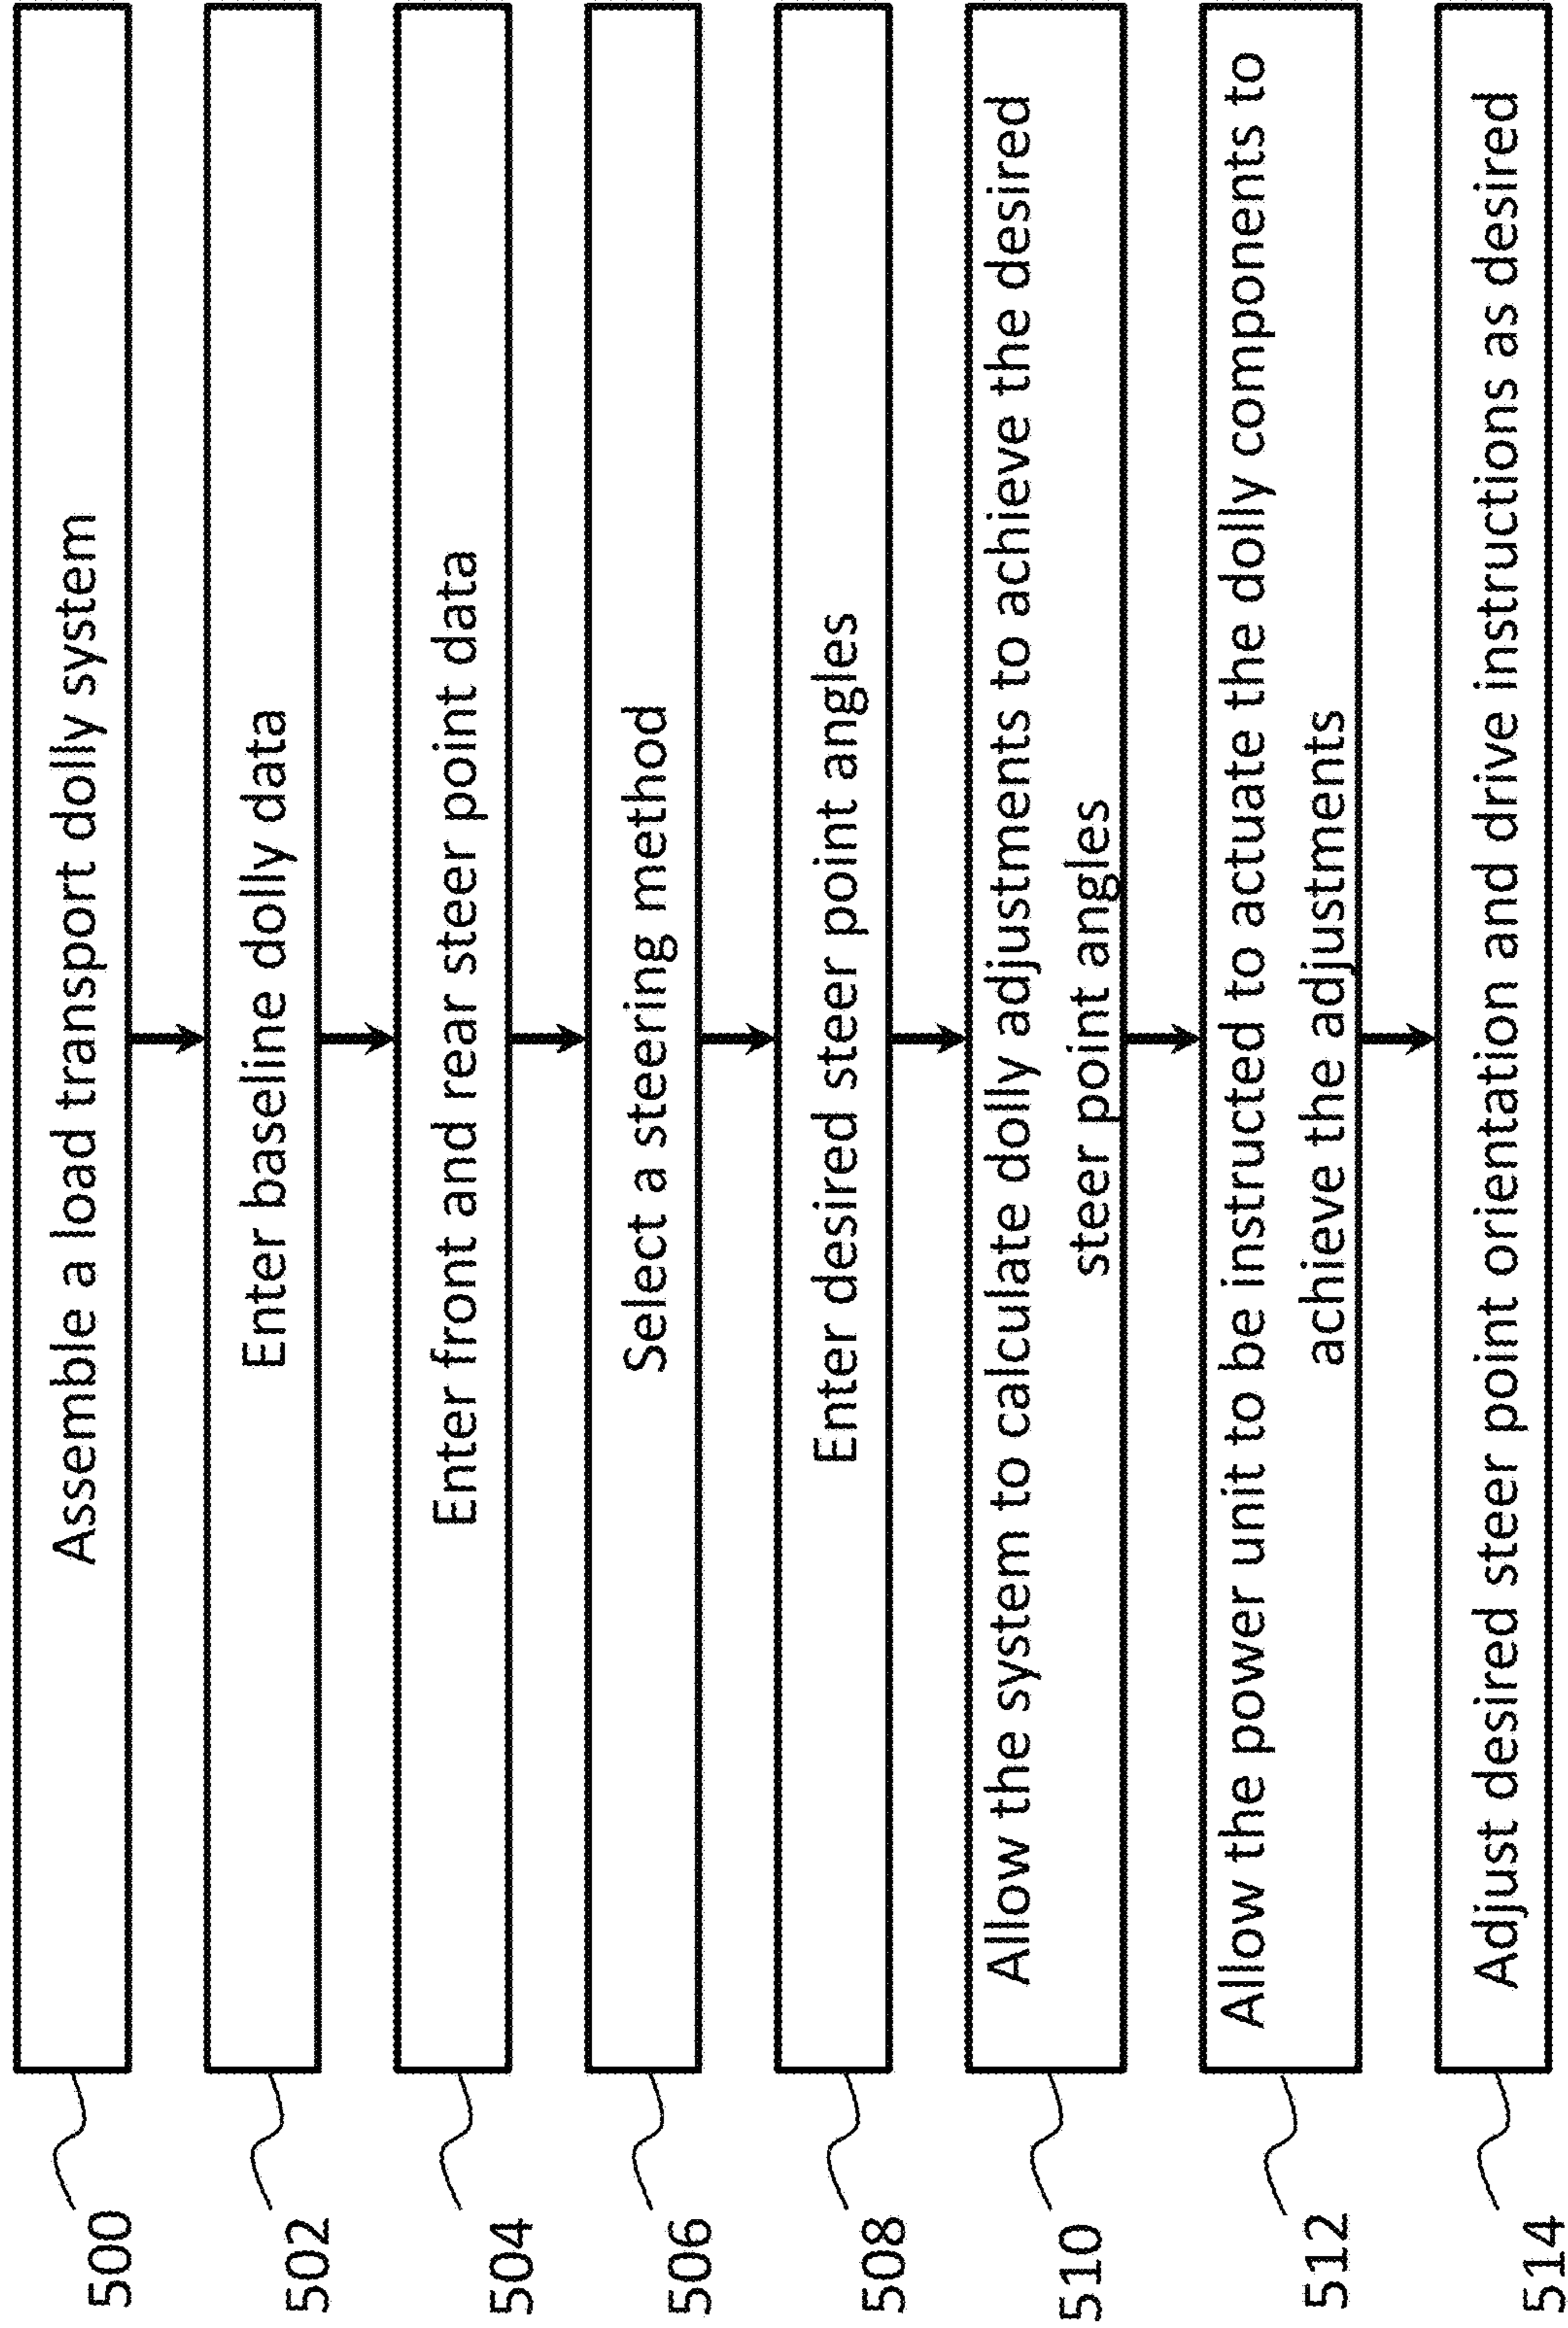 500
Assemble a load transport dolly system
502
Enter baseline dolly data
504
Enter front and rear steer point data
506
Select a steering method
508
Enter desired steer point angles
510
Allow the system to calculate dolly adjustments to achieve the desired
steer point angles
512
Allow the power unit to be instructed to actuate the dolly components to
achieve the adjustments
514
Adjust desired steer point orientation and drive instructions as desired